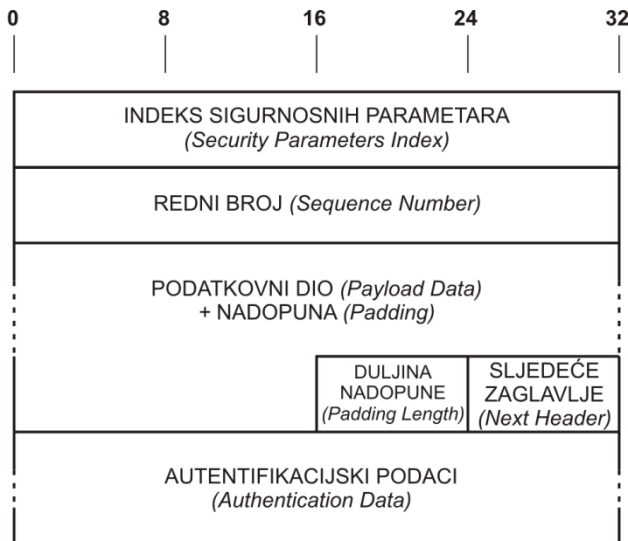 0 8 16 24 32
INDEKS SIGURNOSNIH PARAMETARA
(Security Parameters Index)
REDNI BROJ (Sequence Number)
PODATKOVNI DIO (Payload Data)
+ NADOPUNA (Padding)
DULJINA
NADOPUNE
(Padding Length)
SLJEDEĆE
ZAGLAVLJE
(Next Header)
AUTENTIFIKACIJSKI PODACI
(Authentication Data)